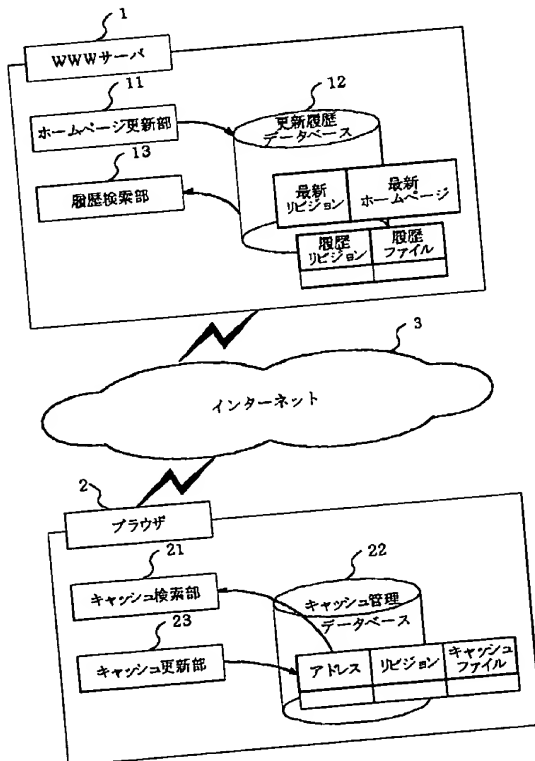 1
WWWサーバ
11
ホームページ更新部
12
更新履歴
データベース
13
履歴検索部
最新
リビジョン
最新
ホームページ
履歴
リビジョン
履歴
ファイル
3
インターネット
2
ブラウザ
21
キャッシュ検索部
22
キャッシュ管理
データベース
23
キャッシュ更新部
アドレス
リビジョン
キャッシュ
ファイル